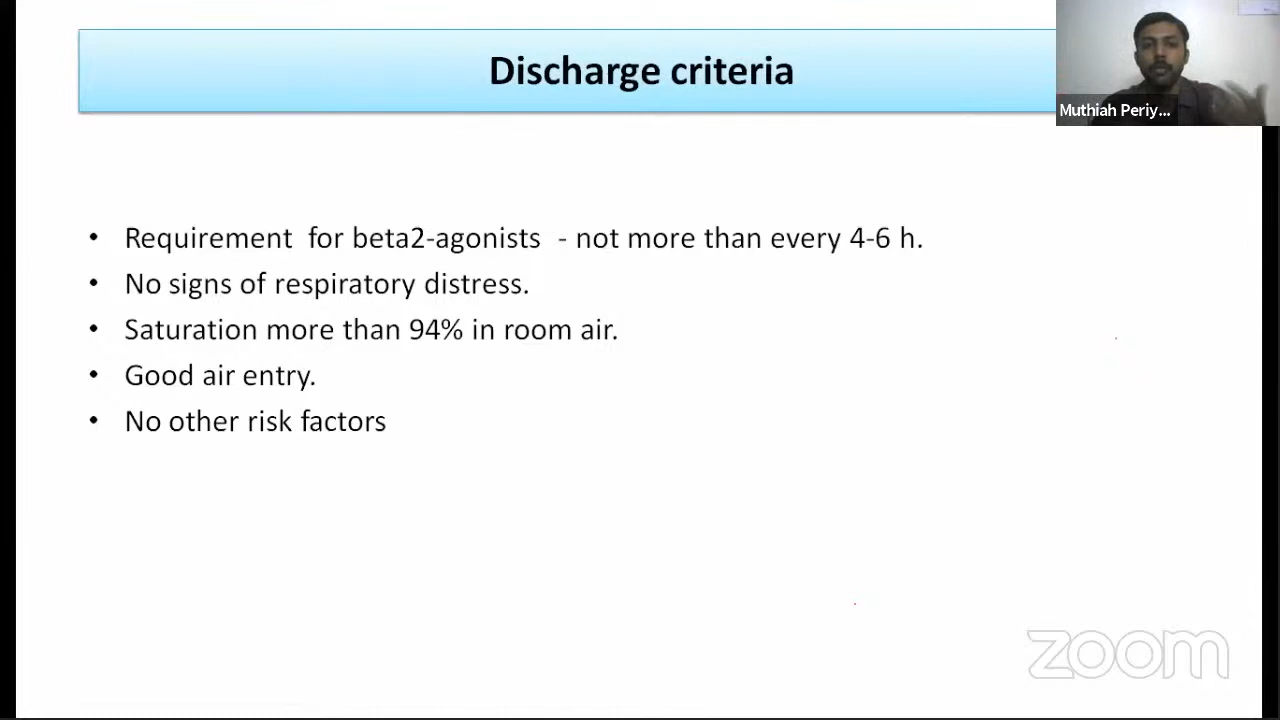 Discharge criteria
Muthiah Periy...
• Requirement for beta2-agonists - not more than every 4-6 h.
• No signs of respiratory distress.
• Saturation more than 94% in room air.
• Good air entry.
• No other risk factors
zoom